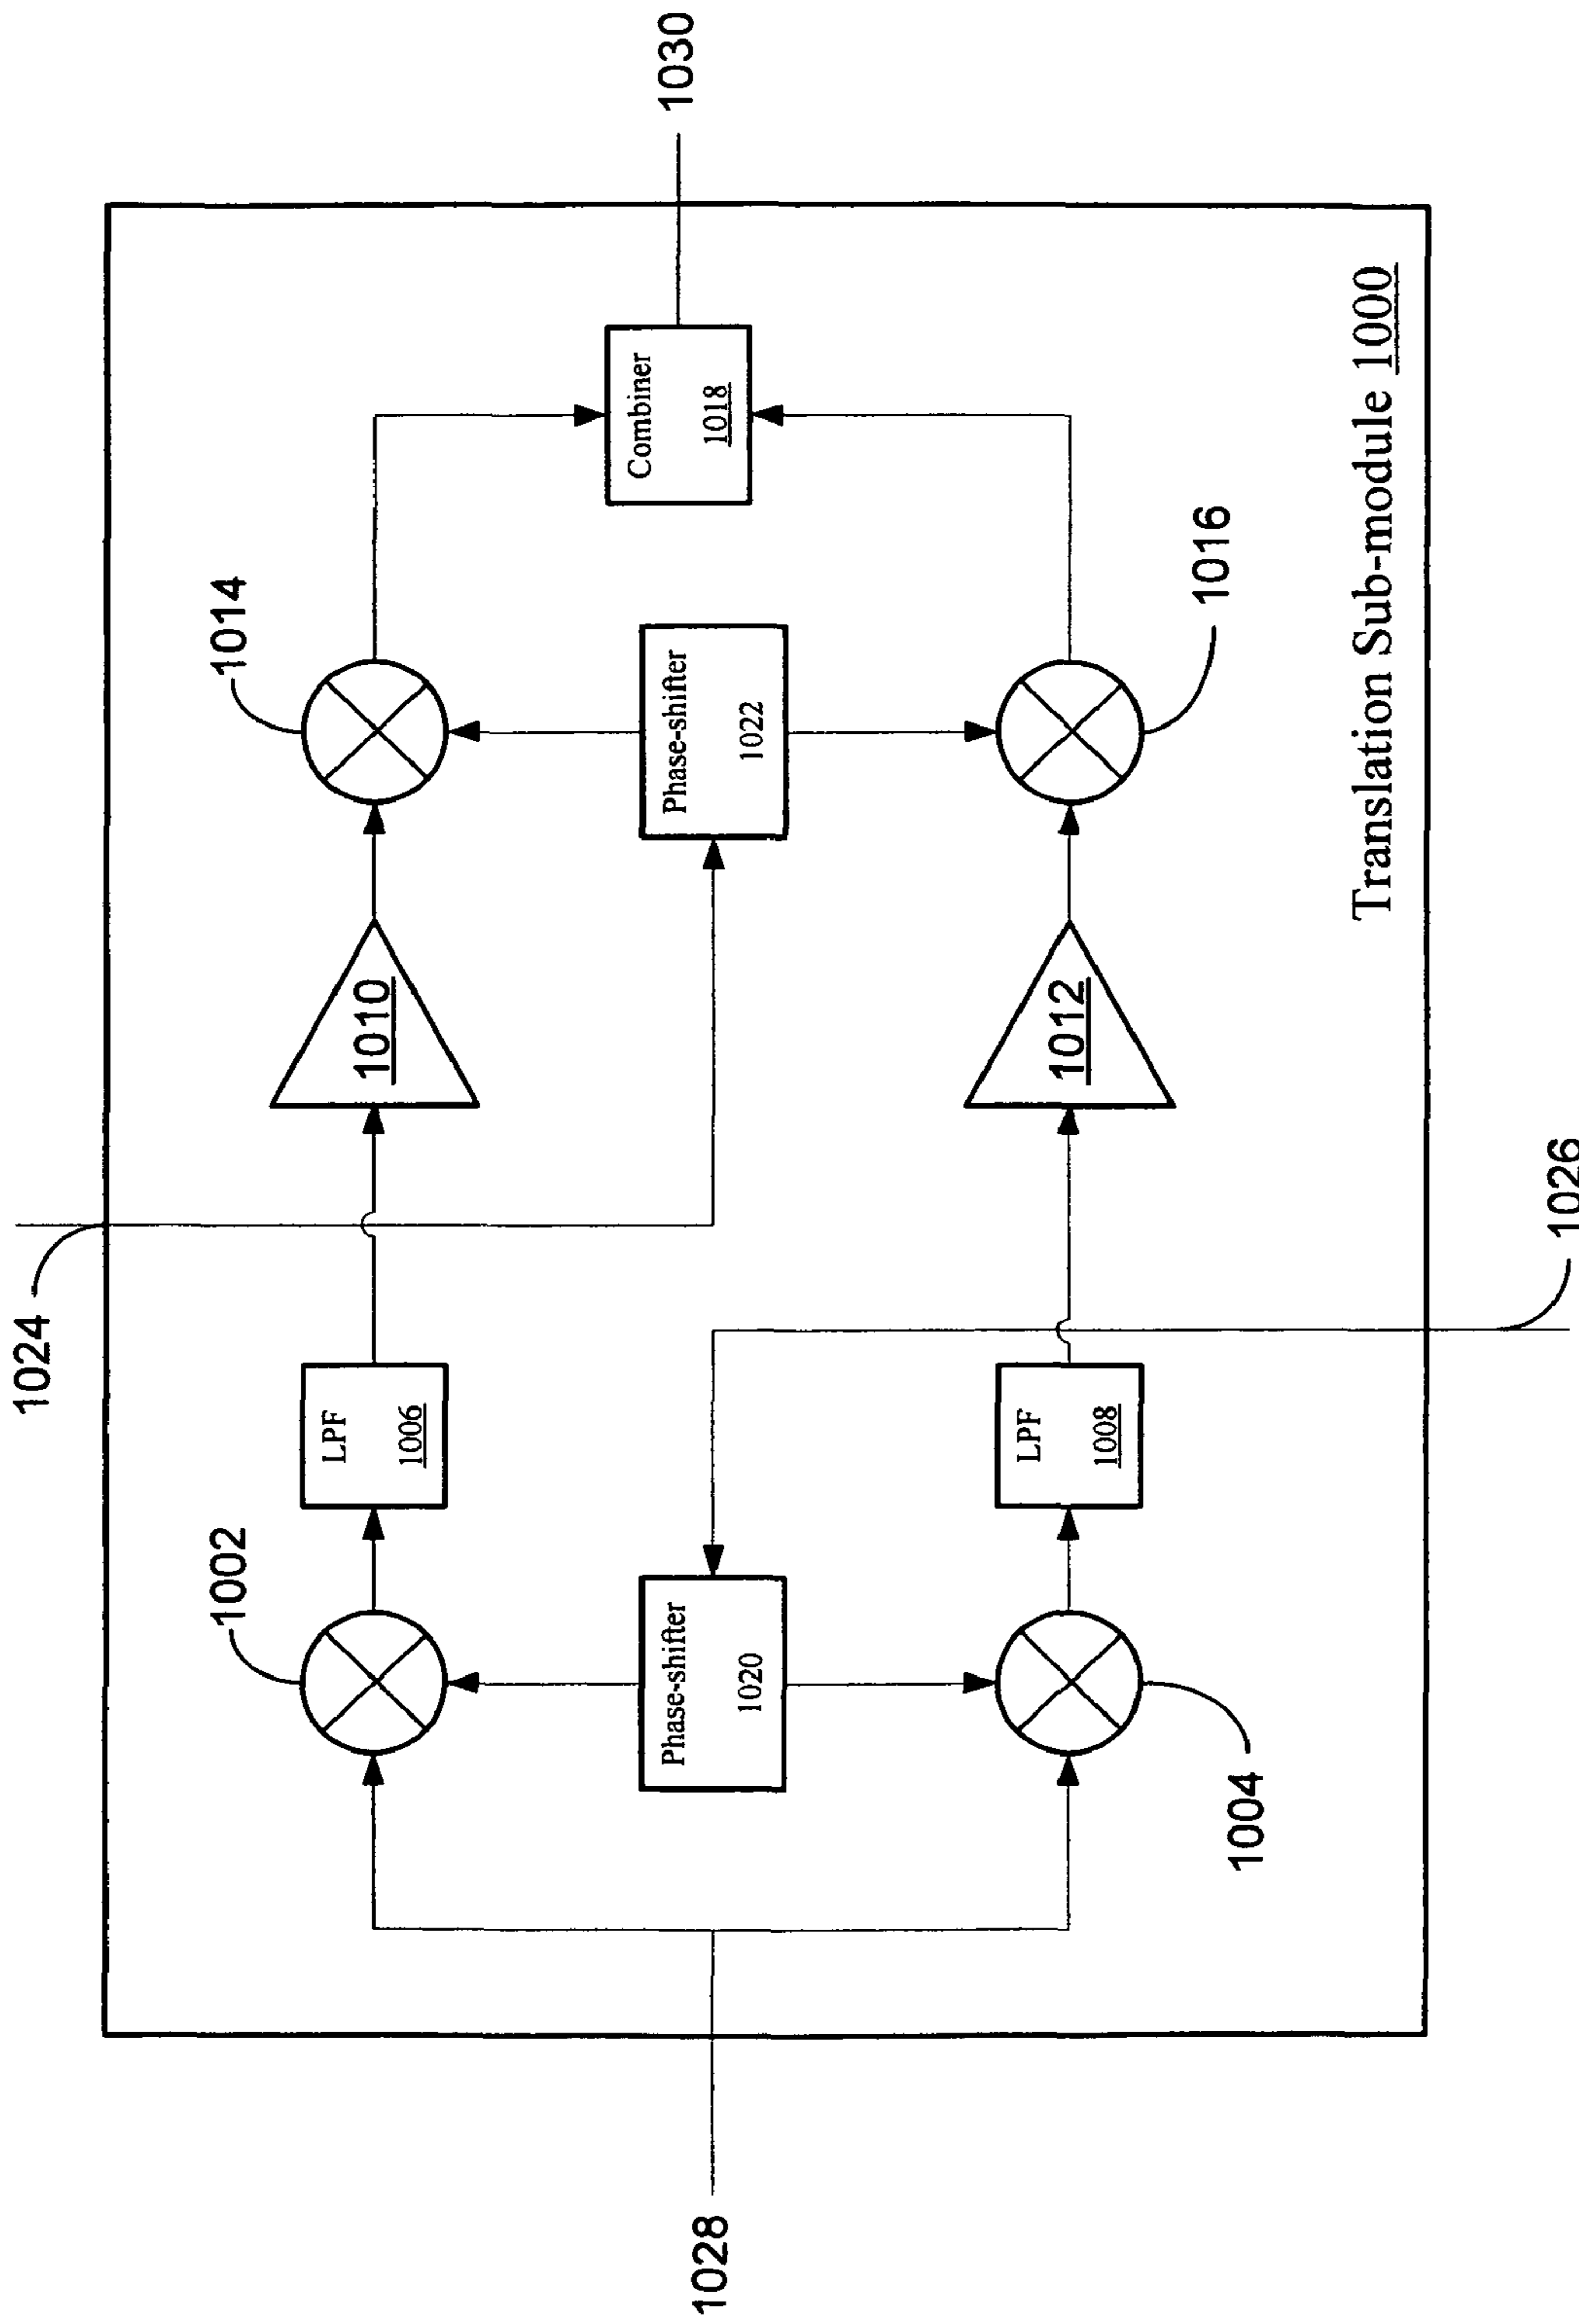 1024
1014
1002
LPF
1006
1010
1028
Phase-shifter
1020
Phase-shifter
1022
Combiner
1018
1030
LPF
1008
1012
1004
1016
1026
Translation Sub-module 1000